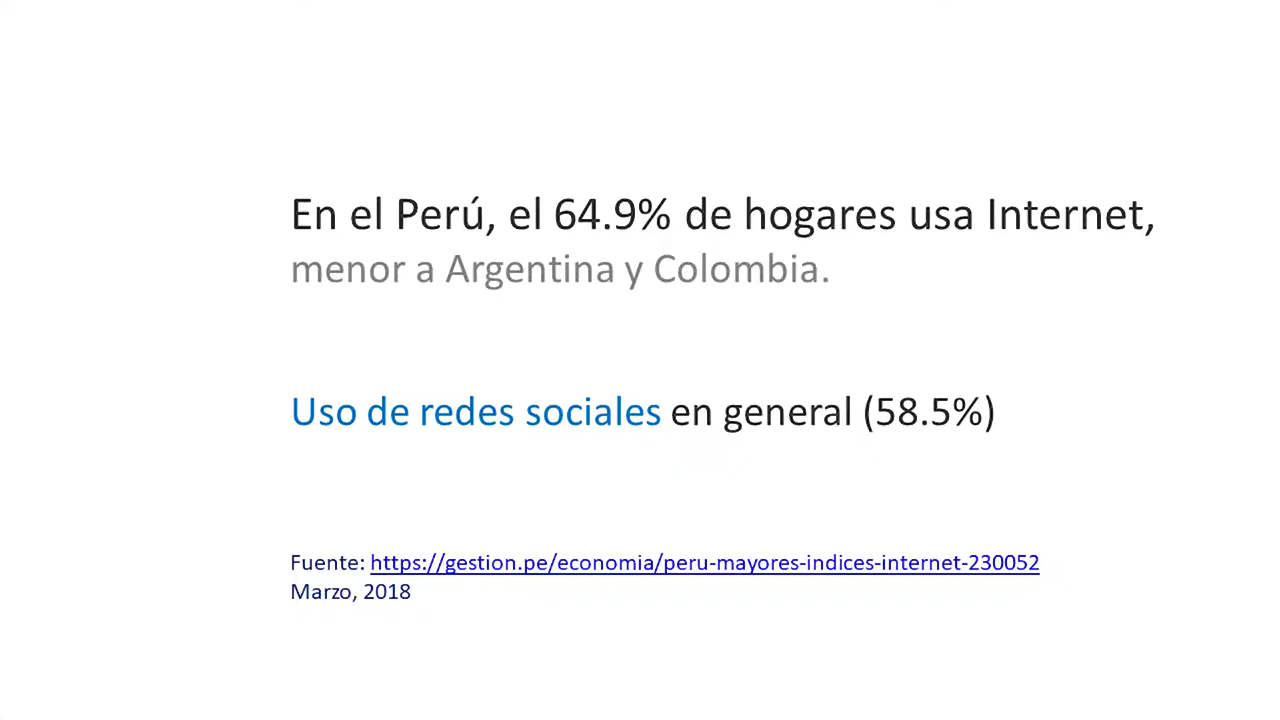 En el Perú, el 64.9% de hogares usa Internet,
menor a Argentina y Colombia.
Uso de redes sociales en general (58.5%)
Fuente: https://gestion.pe/economia/peru-mayores-indices-internet-230052
Marzo, 2018